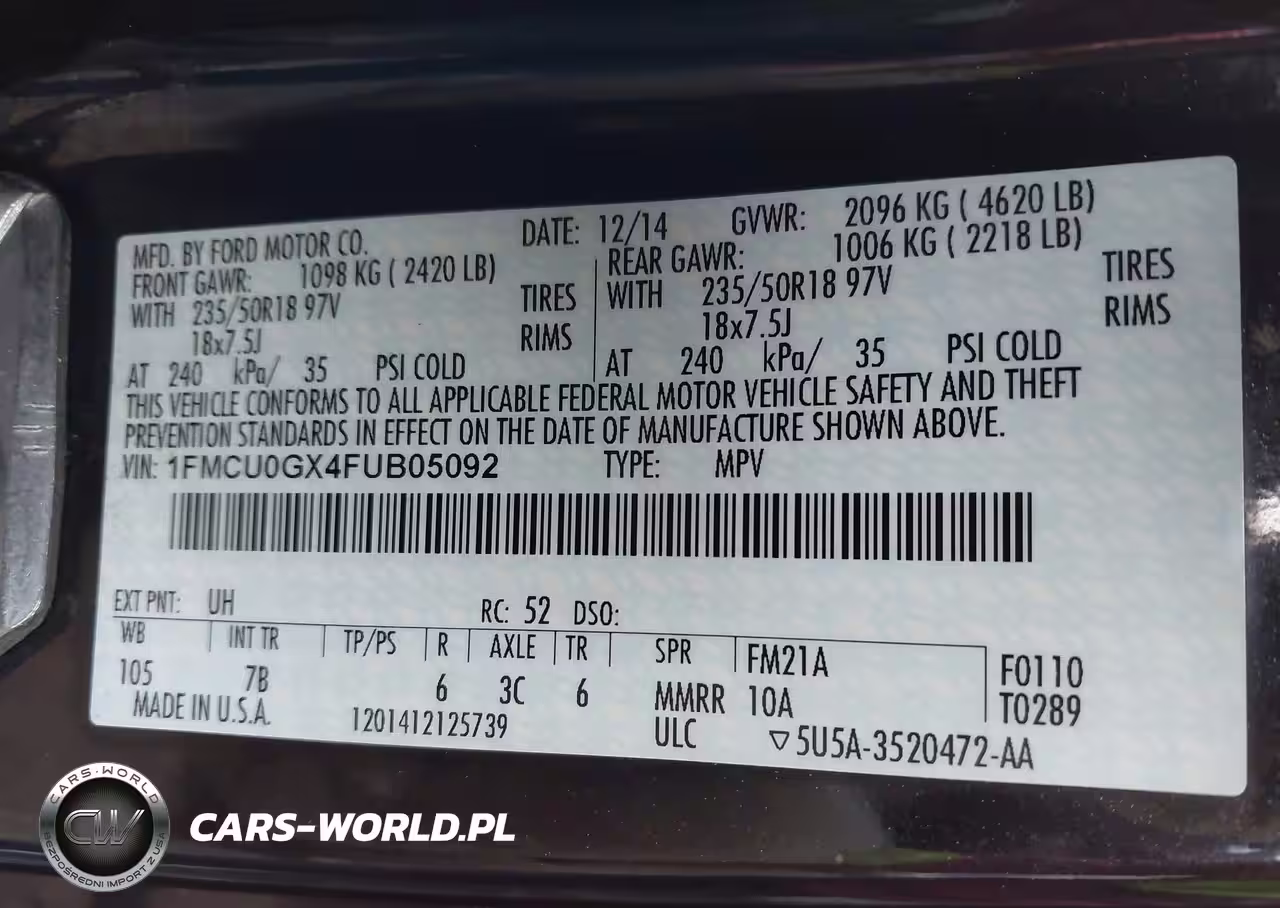 MFD. BY FORD MOTOR CO. DATE: 12/14 GVWR: 2096 KG ( 4620 LB)
FRONT GAWR: 1098 KG ( 2420 LB) REAR GAWR: 1006 KG ( 2218 LB)
WITH 235/50R18 97V TIRES WITH 235/50R18 97V TIRES
18x7.5J RIMS 18x7.5J RIMS
AT 240 kPa/ 35 PSI COLD AT 240 kPa/ 35 PSI COLD
THIS VEHICLE CONFORMS TO ALL APPLICABLE FEDERAL MOTOR VEHICLE SAFETY AND THEFT
PREVENTION STANDARDS IN EFFECT ON THE DATE OF MANUFACTURE SHOWN ABOVE.
VIN: 1FMCU0GX4FUB05092 TYPE: MPV
EXT PNT: UH RC: 52 DSO:
WB INT TR TP/PS R AXLE TR SPR FM21A F0110
105 7B 6 3C 6 MMRR 10A T0289
MADE IN U.S.A. 1201412125739 ULC ▽5U5A-3520472-AA
CARS-WORLD
CW
BEZPOŚREDNI IMPORT Z USA
CARS-WORLD.PL